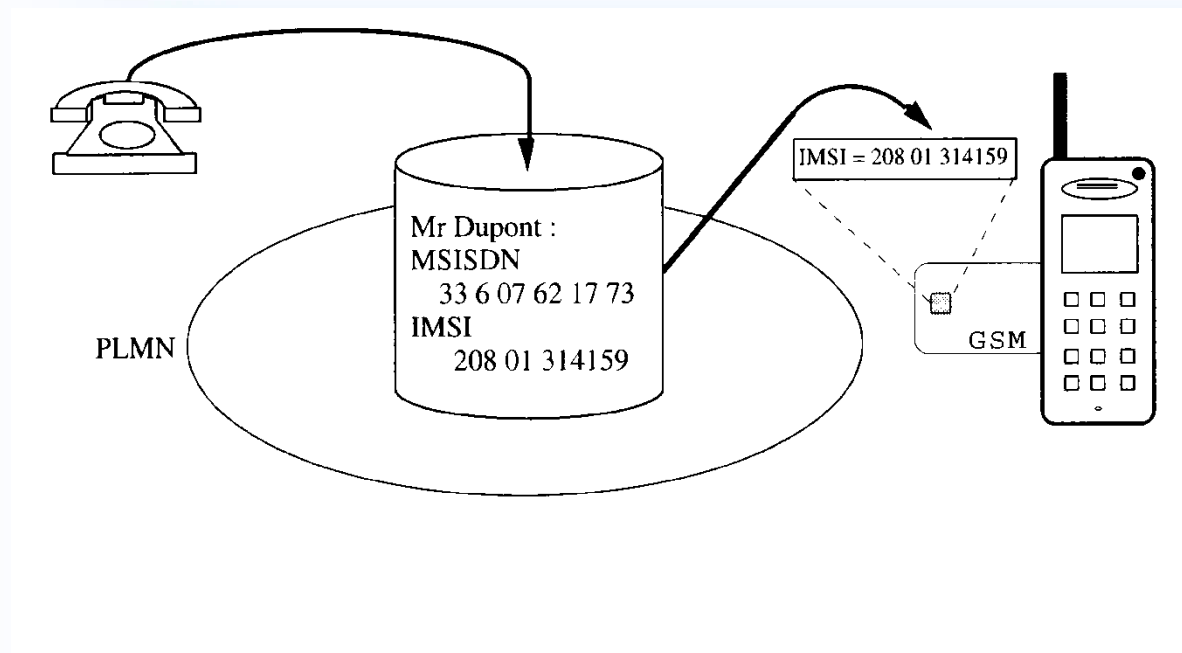 IMSI = 208 01 314159
Mr Dupont :
MSISDN
33 6 07 62 17 73
IMSI
208 01 314159
PLMN
GSM